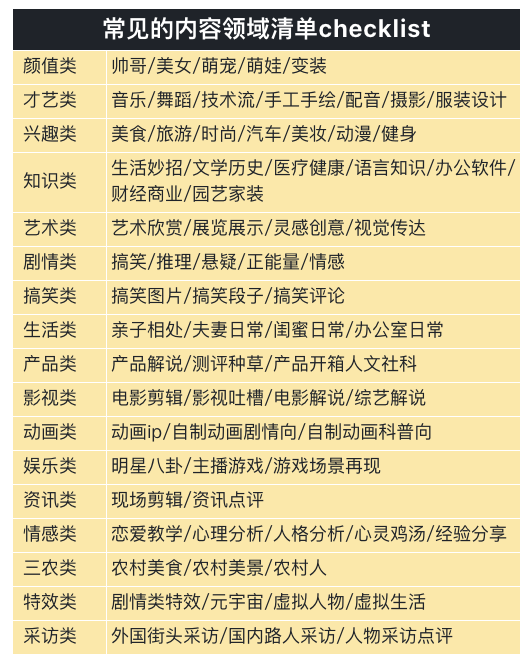 常见的内容领域清单checklist
颜值类 帅哥/美女/萌宠/萌娃/变装
才艺类 音乐/舞蹈/技术流/手工手绘/配音/摄影/服装设计
兴趣类 美食/旅游/时尚/汽车/美妆/动漫/健身
知识类 生活妙招/文学历史/医疗健康/语言知识/办公软件/
财经商业/园艺家装
艺术类 艺术欣赏/展览展示/灵感创意/视觉传达
剧情类 搞笑/推理/悬疑/正能量/情感
搞笑类 搞笑图片/搞笑段子/搞笑评论
生活类 亲子相处/夫妻日常/闺蜜日常/办公室日常
产品类 产品解说/测评种草/产品开箱人文社科
影视类 电影剪辑/影视吐槽/电影解说/综艺解说
动画类 动画ip/自制动画剧情向/自制动画科普向
娱乐类 明星八卦/主播游戏/游戏场景再现
资讯类 现场剪辑/资讯点评
情感类 恋爱教学/心理分析/人格分析/心灵鸡汤/经验分享
三农类 农村美食/农村美景/农村人
特效类 剧情类特效/元宇宙/虚拟人物/虚拟生活
采访类 外国街头采访/国内路人采访/人物采访点评